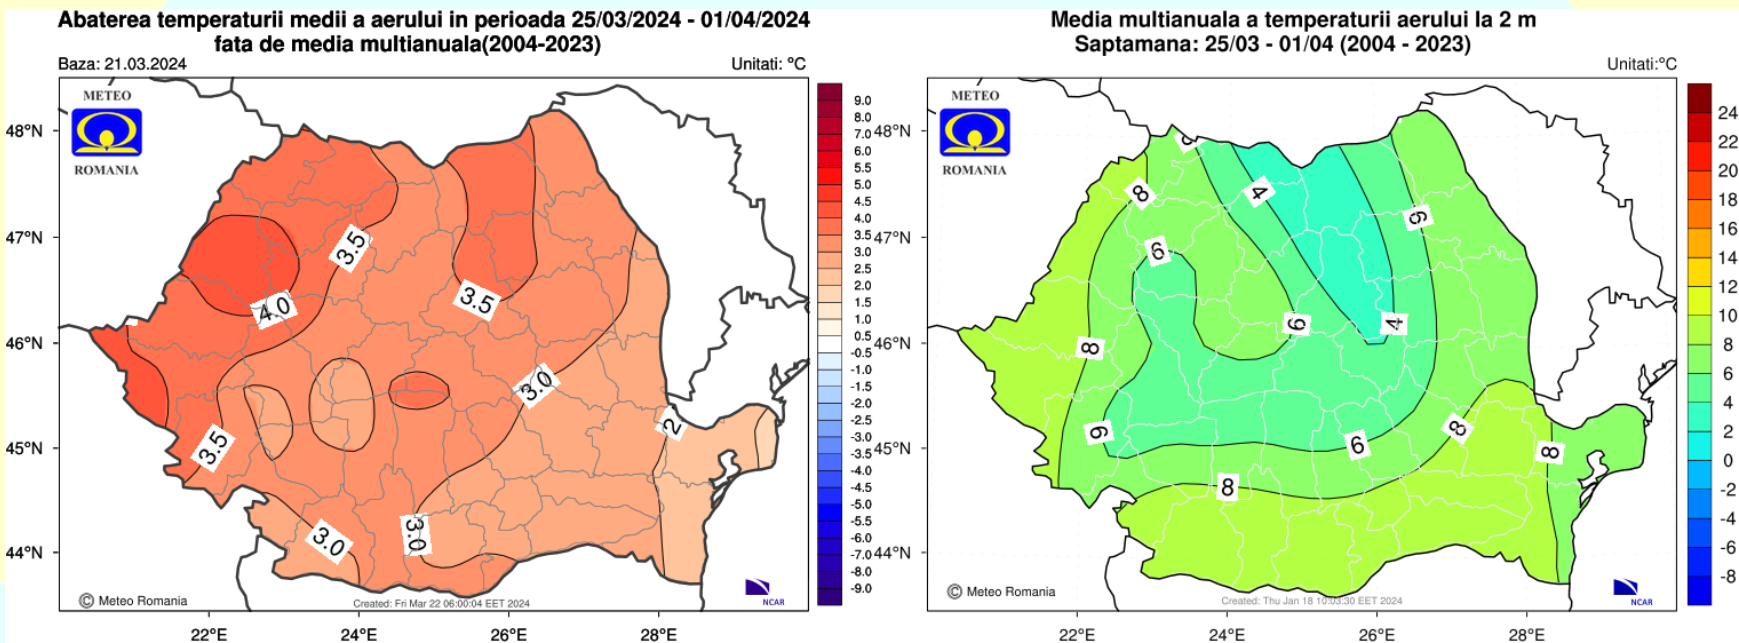 Abaterea temperaturii medii a aerului in perioada 25/03/2024 - 01/04/2024
fata de media multianuala(2004-2023)
Baza: 21.03.2024
Unitati: °C
METEO
ROMANIA
48°N
47°N
46°N
45°N
44°N
22°E
24°E
26°E
28°E
3.5
4.0
3.5
3.0
3.5
2
3.0
3.0
9.0
8.0
7.0
6.0
5.5
5.0
4.5
4.0
3.5
3.0
2.5
2.0
1.5
1.0
0.5
-0.5
-1.0
-1.5
-2.0
-2.5
-3.0
-3.5
-4.0
-4.5
-5.0
-5.5
-6.0
-7.0
-8.0
-9.0
© Meteo Romania
Created: Fri Mar 22 06:00:04 EET 2024
NCAR
Media multianuala a temperaturii aerului la 2 m
Saptamana: 25/03 - 01/04 (2004 - 2023)
Unitati:°C
METEO
ROMANIA
48°N
47°N
46°N
45°N
44°N
22°E
24°E
26°E
28°E
8
4
6
6
6
4
8
6
6
8
8
8
24
22
20
18
16
14
12
10
8
6
4
2
0
-2
-4
-6
-8
© Meteo Romania
Created: Thu Jan 18 10:03:30 EET 2024
NCAR